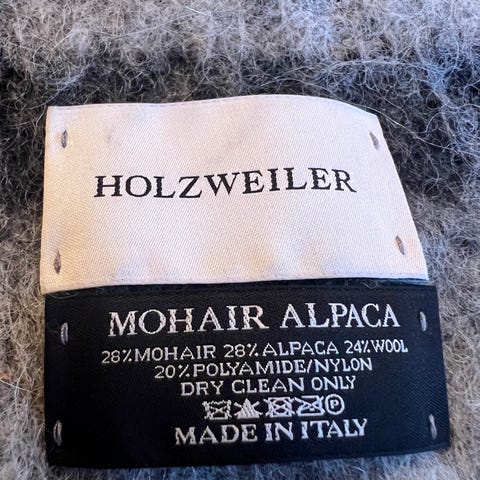 HOLZWEILER
MOHAIR ALPACA
28%MOHAIR 28%ALPACA 24%WOOL
20%POLYAMIDE/NYLON
DRY CLEAN ONLY
P
MADE IN ITALY